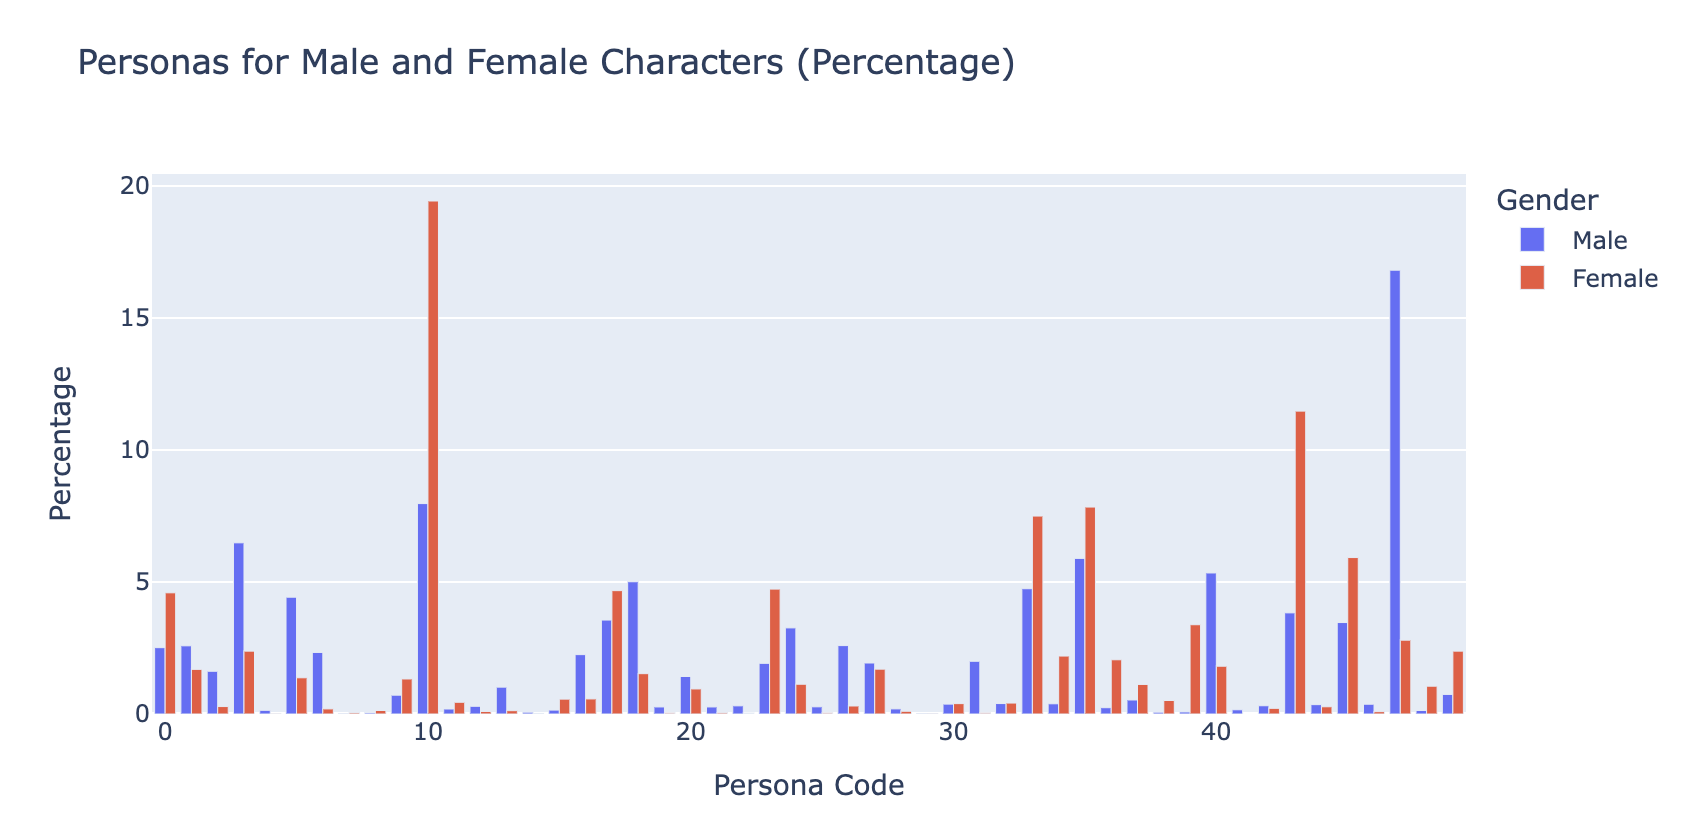 Personas for Male and Female Characters (Percentage)
20
15
10
5
0
Percentage
0 10 20 30 40
Persona Code
Gender
Male
Female